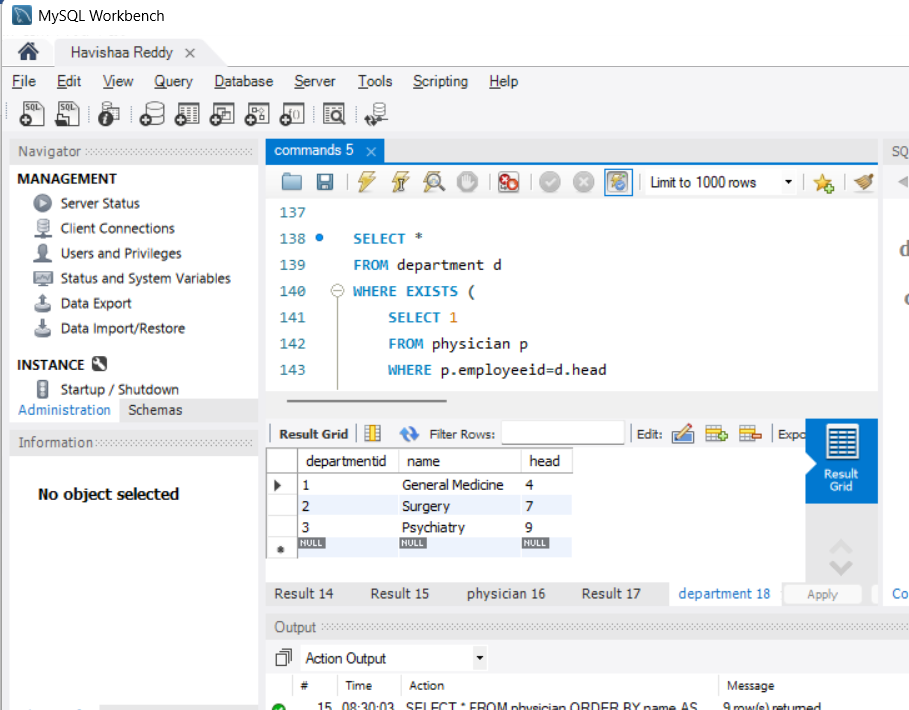 MySQL Workbench
Havishaa Reddy
File Edit View Query Database Server Tools Scripting Help
Navigator
commands 5
SQ
MANAGEMENT
Server Status
Client Connections
Users and Privileges
Status and System Variables
Data Export
Data Import/Restore
INSTANCE
Startup / Shutdown
Administration Schemas
Information
No object selected
Limit to 1000 rows
137
138 SELECT *
139 FROM department d
140 WHERE EXISTS (
141 SELECT 1
142 FROM physician p
143 WHERE p.employeeid=d.head
Result Grid Filter Rows: Edit: Expo
departmentid name head
1 General Medicine 4
2 Surgery 7
3 Psychiatry 9
NULL NULL NULL
Result Grid
Result 14 Result 15 physician 16 Result 17 department 18 Apply Co
Output
Action Output
# Time Action Message
15 08:30:03 SELECT * FROM physician ORDER BY name AS 9 row(s) returned